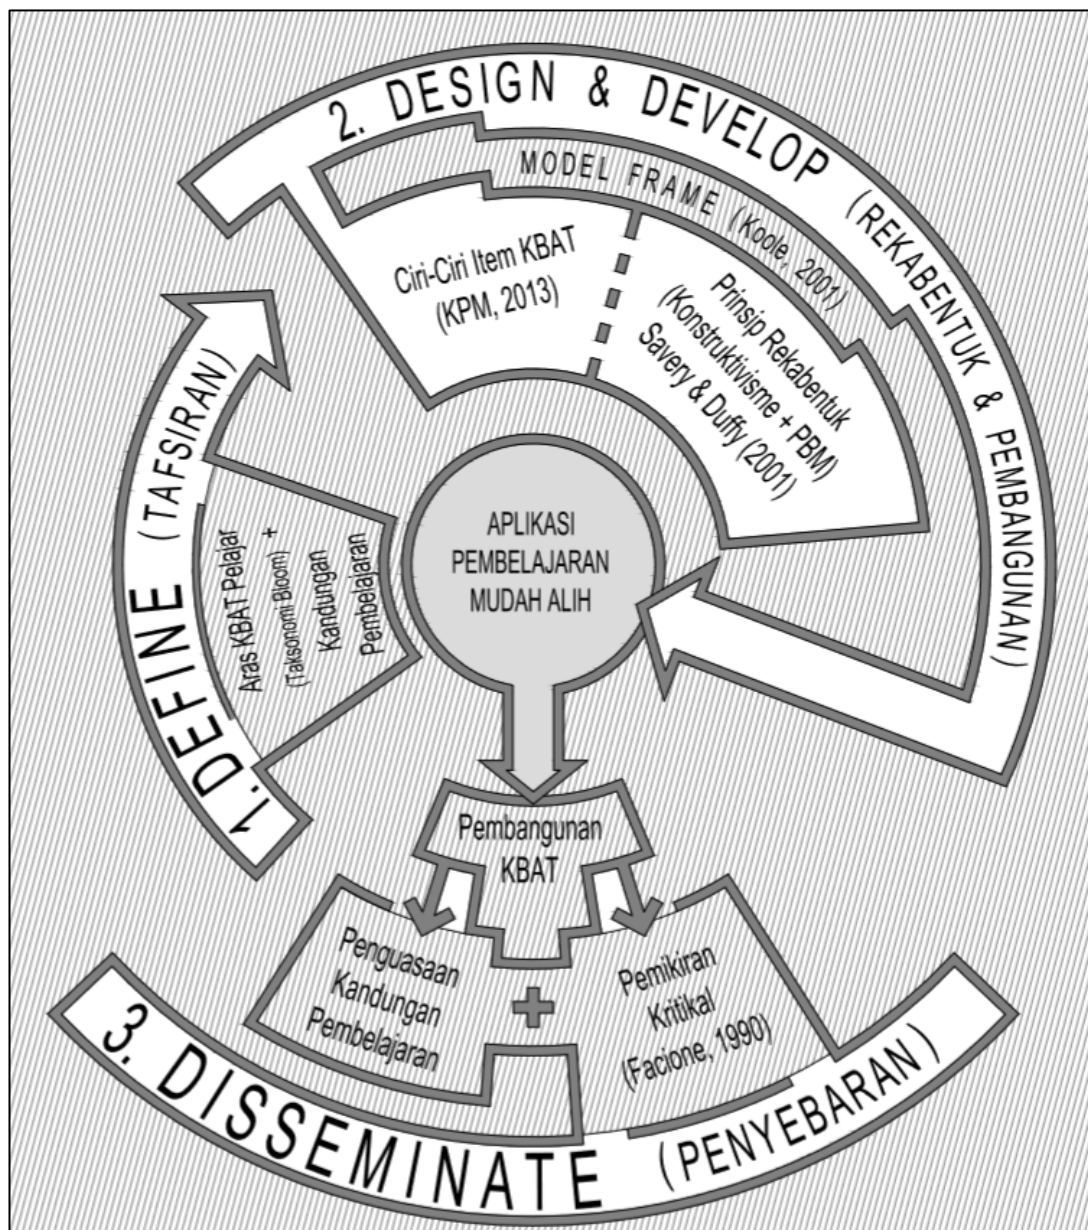 2. DESIGN & DEVELOP (REKABENTUK & PEMBANGUNAN)
MODEL FRAME (Koole, 2001)
Ciri-Ciri Item KBAT
(KPM, 2013)
Prinsip Rekabentuk
(Konstruktivisme + PBM)
Savery & Duffy (2001)
1. DEFINE (TAFSIRAN)
Aras KBAT Pelajar
(Taksonomi Bloom) +
Kandungan
Pembelajaran
APLIKASI
PEMBELAJARAN
MUDAH ALIH
Pembangunan
KBAT
Penguasaan
Kandungan
Pembelajaran
+
Pemikiran
Kritikal
(Facione, 1990)
3. DISSEMINATE (PENYEBARAN)